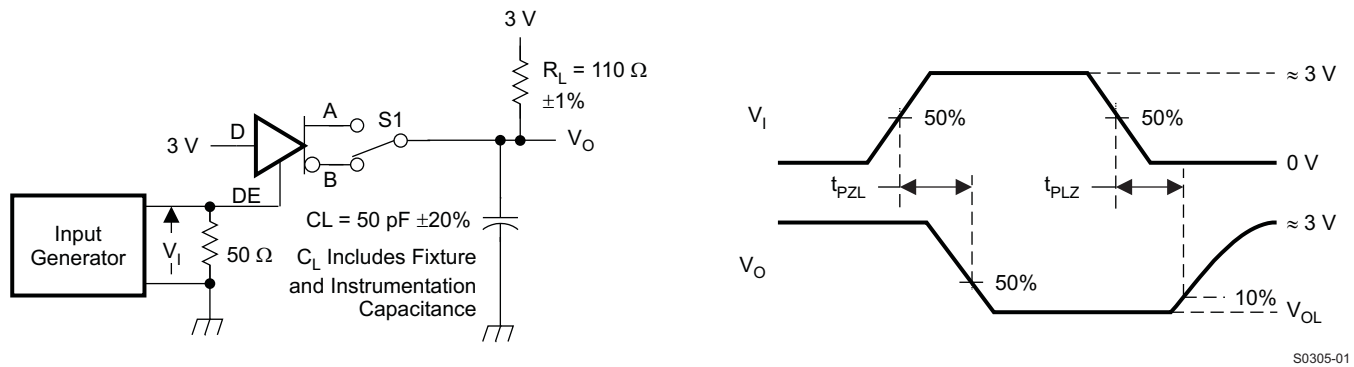 3 V
R_L = 110 Ω
±1%
A
S1
D
3 V
V_O
B
DE
Input
Generator
V_I
50 Ω
CL = 50 pF ±20%
C_L Includes Fixture
and Instrumentation
Capacitance
≈ 3 V
V_I
50%
50%
0 V
t_PZL
t_PLZ
≈ 3 V
V_O
50%
10%
V_OL
S0305-01